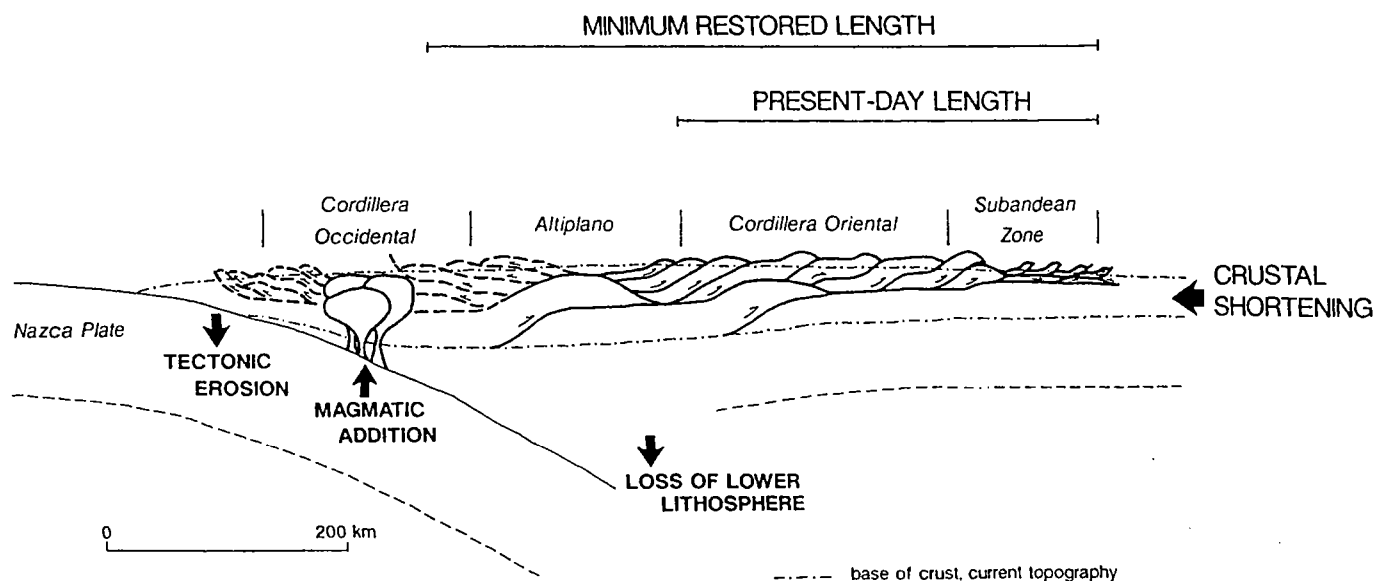 MINIMUM RESTORED LENGTH
PRESENT-DAY LENGTH
Cordillera
Occidental
Altiplano
Cordillera Oriental
Subandean
Zone
CRUSTAL
SHORTENING
Nazca Plate
TECTONIC
EROSION
MAGMATIC
ADDITION
LOSS OF LOWER
LITHOSPHERE
0 200 km
base of crust, current topography